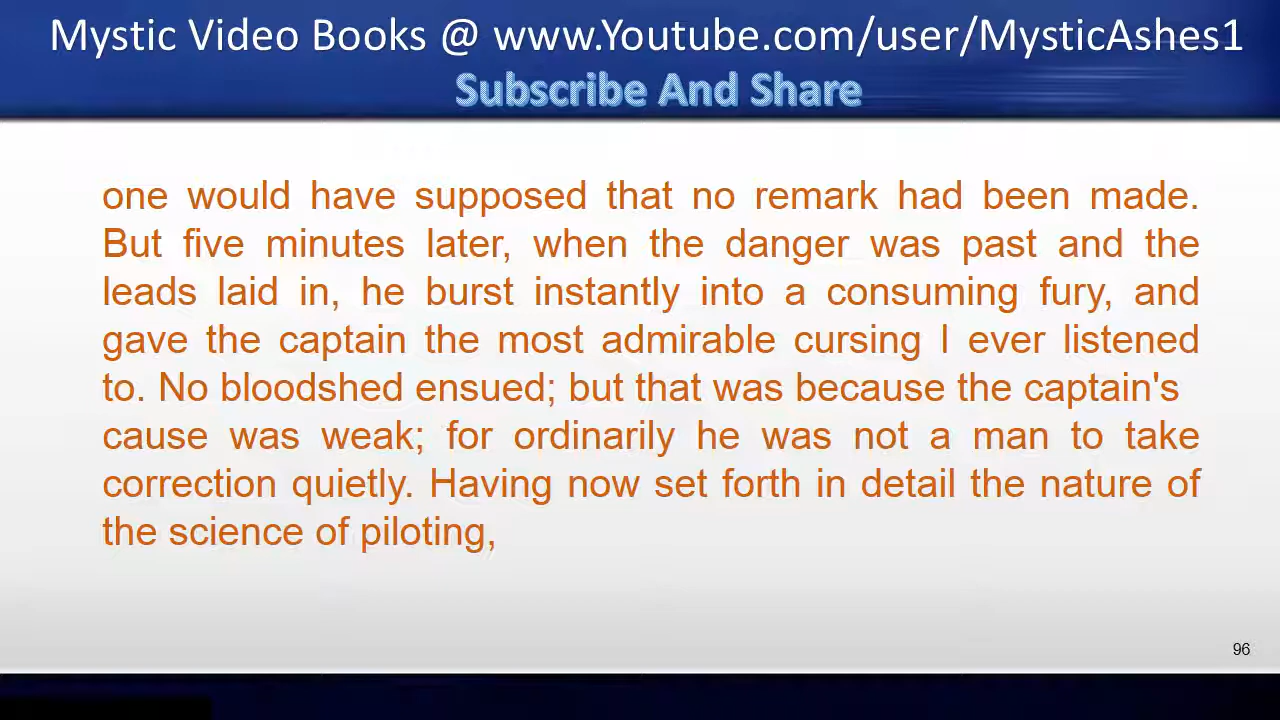 Mystic Video Books @ www.Youtube.com/user/MysticAshes1
Subscribe And Share
one would have supposed that no remark had been made.
But five minutes later, when the danger was past and the
leads laid in, he burst instantly into a consuming fury, and
gave the captain the most admirable cursing I ever listened
to. No bloodshed ensued; but that was because the captain's
cause was weak; for ordinarily he was not a man to take
correction quietly. Having now set forth in detail the nature of
the science of piloting,
96